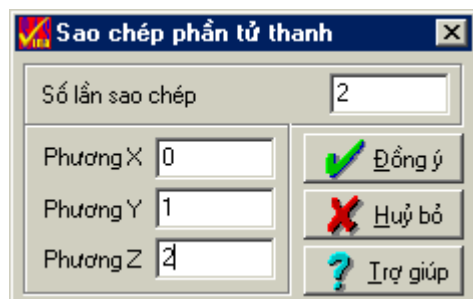 Sao chép phần tử thanh
Số lần sao chép 2
Phương X 0
Đồng ý
Phương Y 1
Huỷ bỏ
Phương Z 2
Trợ giúp